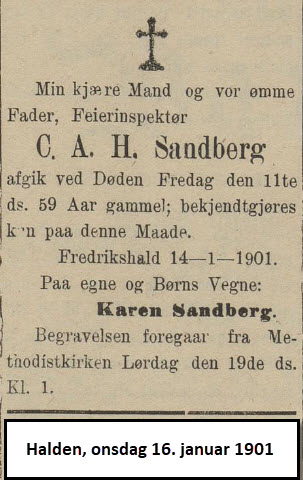 Min kjære Mand og vor ømme
Fader, Feierinspektør
C. A. H. Sandberg
afgik ved Døden Fredag den 11te
ds. 59 Aar gammel; bekjendtgjøres
kun paa denne Maade.
Fredrikshald 14—1—1901.
Paa egne og Børns Vegne:
Karen Sandberg.
Begravelsen foregaar fra Me-
thodistkirken Lørdag den 19de ds.
Kl. 1.
Halden, onsdag 16. januar 1901